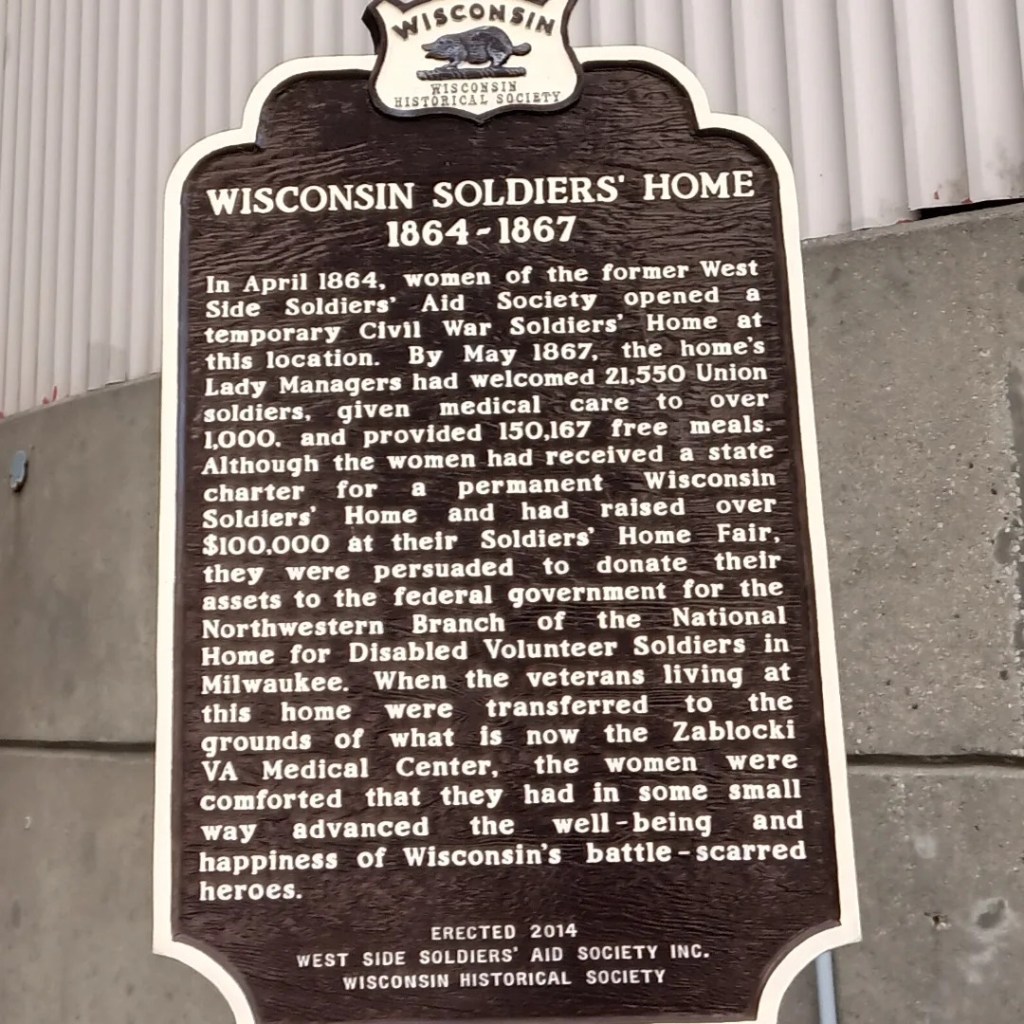 WISCONSIN
WISCONSIN
HISTORICAL SOCIETY
WISCONSIN SOLDIERS' HOME
1864-1867
In April 1864, women of the former West
Side Soldiers' Aid Society opened a
temporary Civil War Soldiers' Home at
this location. By May 1867, the home's
Lady Managers had welcomed 21,550 Union
soldiers, given medical care to over
1,000, and provided 150,167 free meals.
Although the women had received a state
charter for a permanent Wisconsin
Soldiers' Home and had raised over
$100,000 at their Soldiers' Home Fair,
they were persuaded to donate their
assets to the federal government for the
Northwestern Branch of the National
Home for Disabled Volunteer Soldiers in
Milwaukee. When the veterans living at
this home were transferred to the
grounds of what is now the Zablocki
VA Medical Center, the women were
comforted that they had in some small
way advanced the well-being and
happiness of Wisconsin's battle-scarred
heroes.
ERECTED 2014
WEST SIDE SOLDIERS' AID SOCIETY INC.
WISCONSIN HISTORICAL SOCIETY